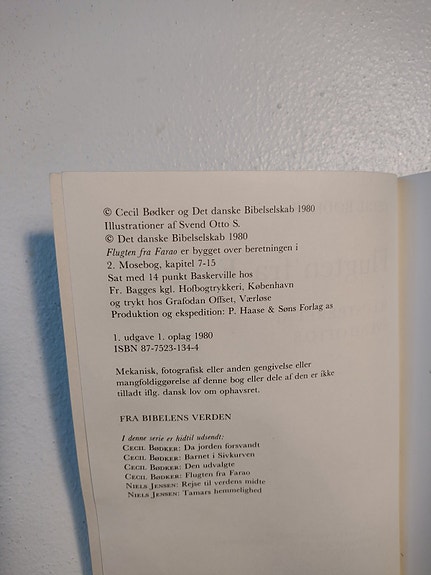 © Cecil Bødker og Det danske Bibelselskab 1980
Illustrationer af Svend Otto S.
© Det danske Bibelselskab 1980
Flugten fra Farao er bygget over beretningen i
2. Mosebog, kapitel 7-15
Sat med 14 punkt Baskerville hos
Fr. Bagges kgl. Hofbogtrykkeri, København
og trykt hos Grafodan Offset, Værløse
Produktion og ekspedition: P. Haase & Søns Forlag as
1. udgave 1. oplag 1980
ISBN 87-7523-134-4
Mekanisk, fotografisk eller anden gengivelse eller
mangfoldiggørelse af denne bog eller dele af den er ikke
tilladt iflg. dansk lov om ophavsret.
FRA BIBELENS VERDEN
I denne serie er hidtil udsendt:
CECIL BØDKER: Da jorden forsvandt
CECIL BØDKER: Barnet i Sivkurven
CECIL BØDKER: Den udvalgte
CECIL BØDKER: Flugten fra Farao
NIELS JENSEN: Rejse til verdens midte
NIELS JENSEN: Tamars hemmelighed